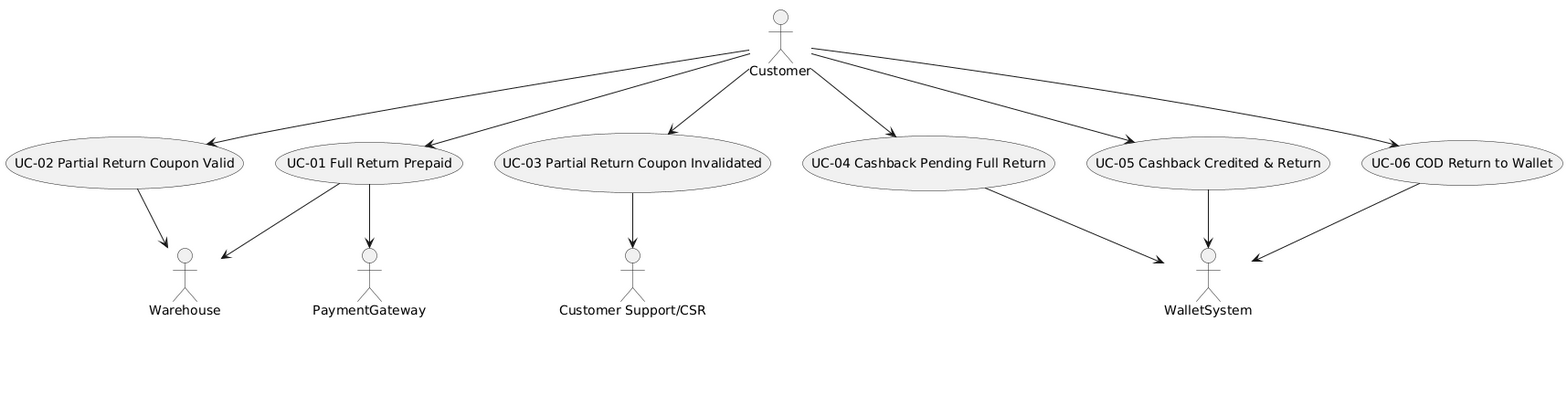 Customer
UC-02 Partial Return Coupon Valid
UC-01 Full Return Prepaid
UC-03 Partial Return Coupon Invalidated
UC-04 Cashback Pending Full Return
UC-05 Cashback Credited & Return
UC-06 COD Return to Wallet
Warehouse
PaymentGateway
Customer Support/CSR
WalletSystem